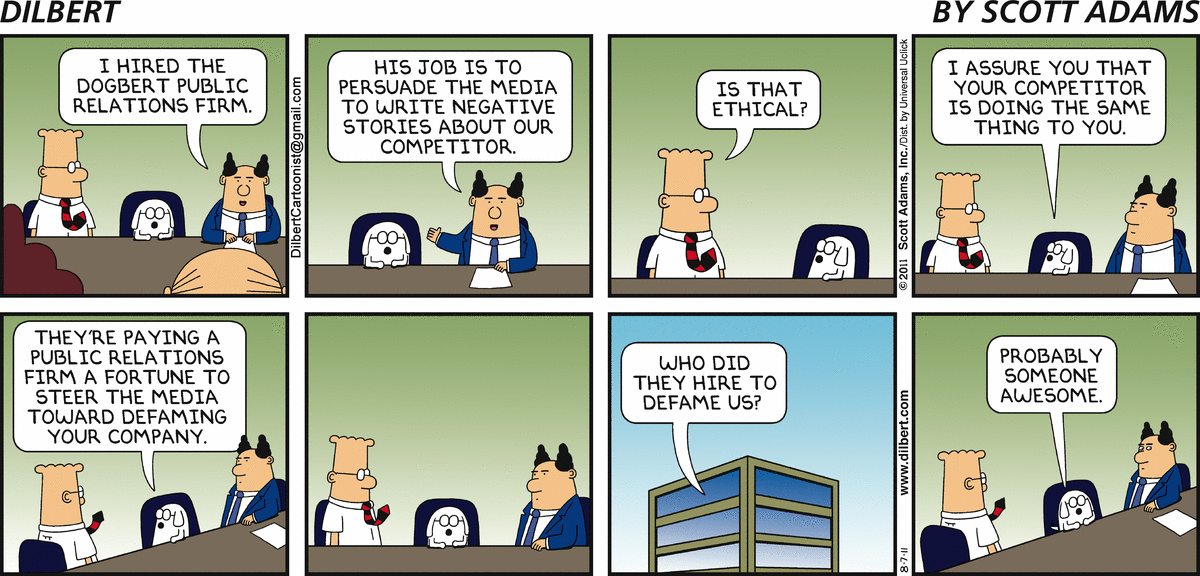 DILBERT
BY SCOTT ADAMS
I HIRED THE
DOGBERT PUBLIC
RELATIONS FIRM.
DilbertCartoonist@gmail.com
HIS JOB IS TO
PERSUADE THE MEDIA
TO WRITE NEGATIVE
STORIES ABOUT OUR
COMPETITOR.
IS THAT
ETHICAL?
©2011 Scott Adams, Inc./Dist. by Universal Uclick
I ASSURE YOU THAT
YOUR COMPETITOR
IS DOING THE SAME
THING TO YOU.
THEY'RE PAYING A
PUBLIC RELATIONS
FIRM A FORTUNE TO
STEER THE MEDIA
TOWARD DEFAMING
YOUR COMPANY.
WHO DID
THEY HIRE TO
DEFAME US?
8-7-11
www.dilbert.com
PROBABLY
SOMEONE
AWESOME.